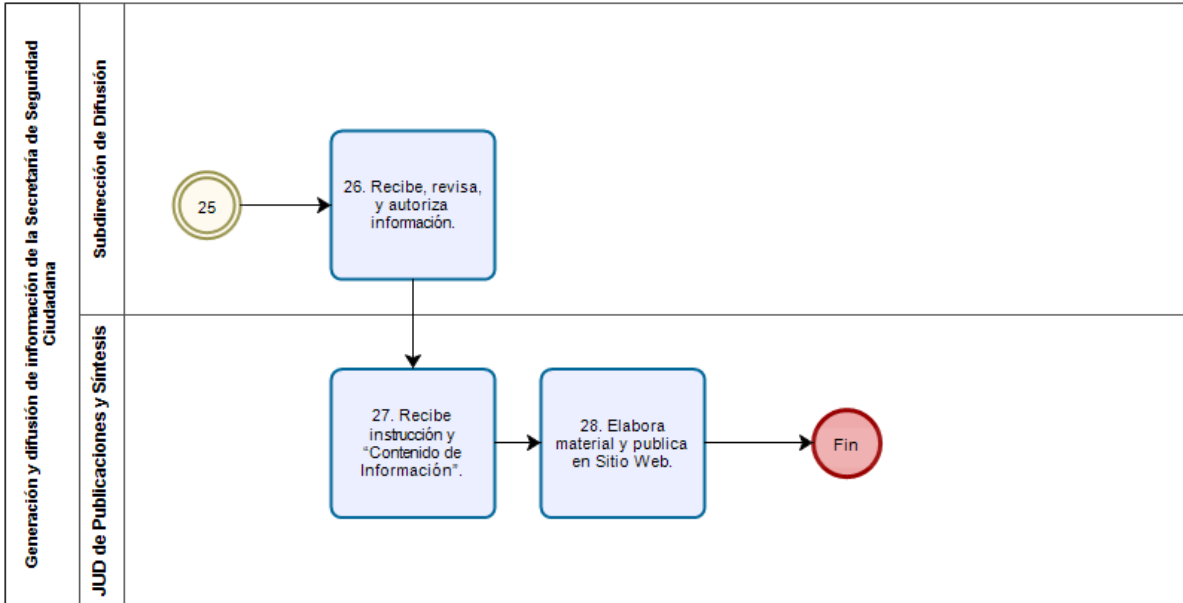 Generación y difusión de información de la Secretaría de Seguridad
Ciudadana
Subdirección de Difusión
25
26. Recibe, revisa,
y autoriza
información.
JUD de Publicaciones y Síntesis
27. Recibe
instrucción y
“Contenido de
Información”.
28. Elabora
material y publica
en Sitio Web.
Fin